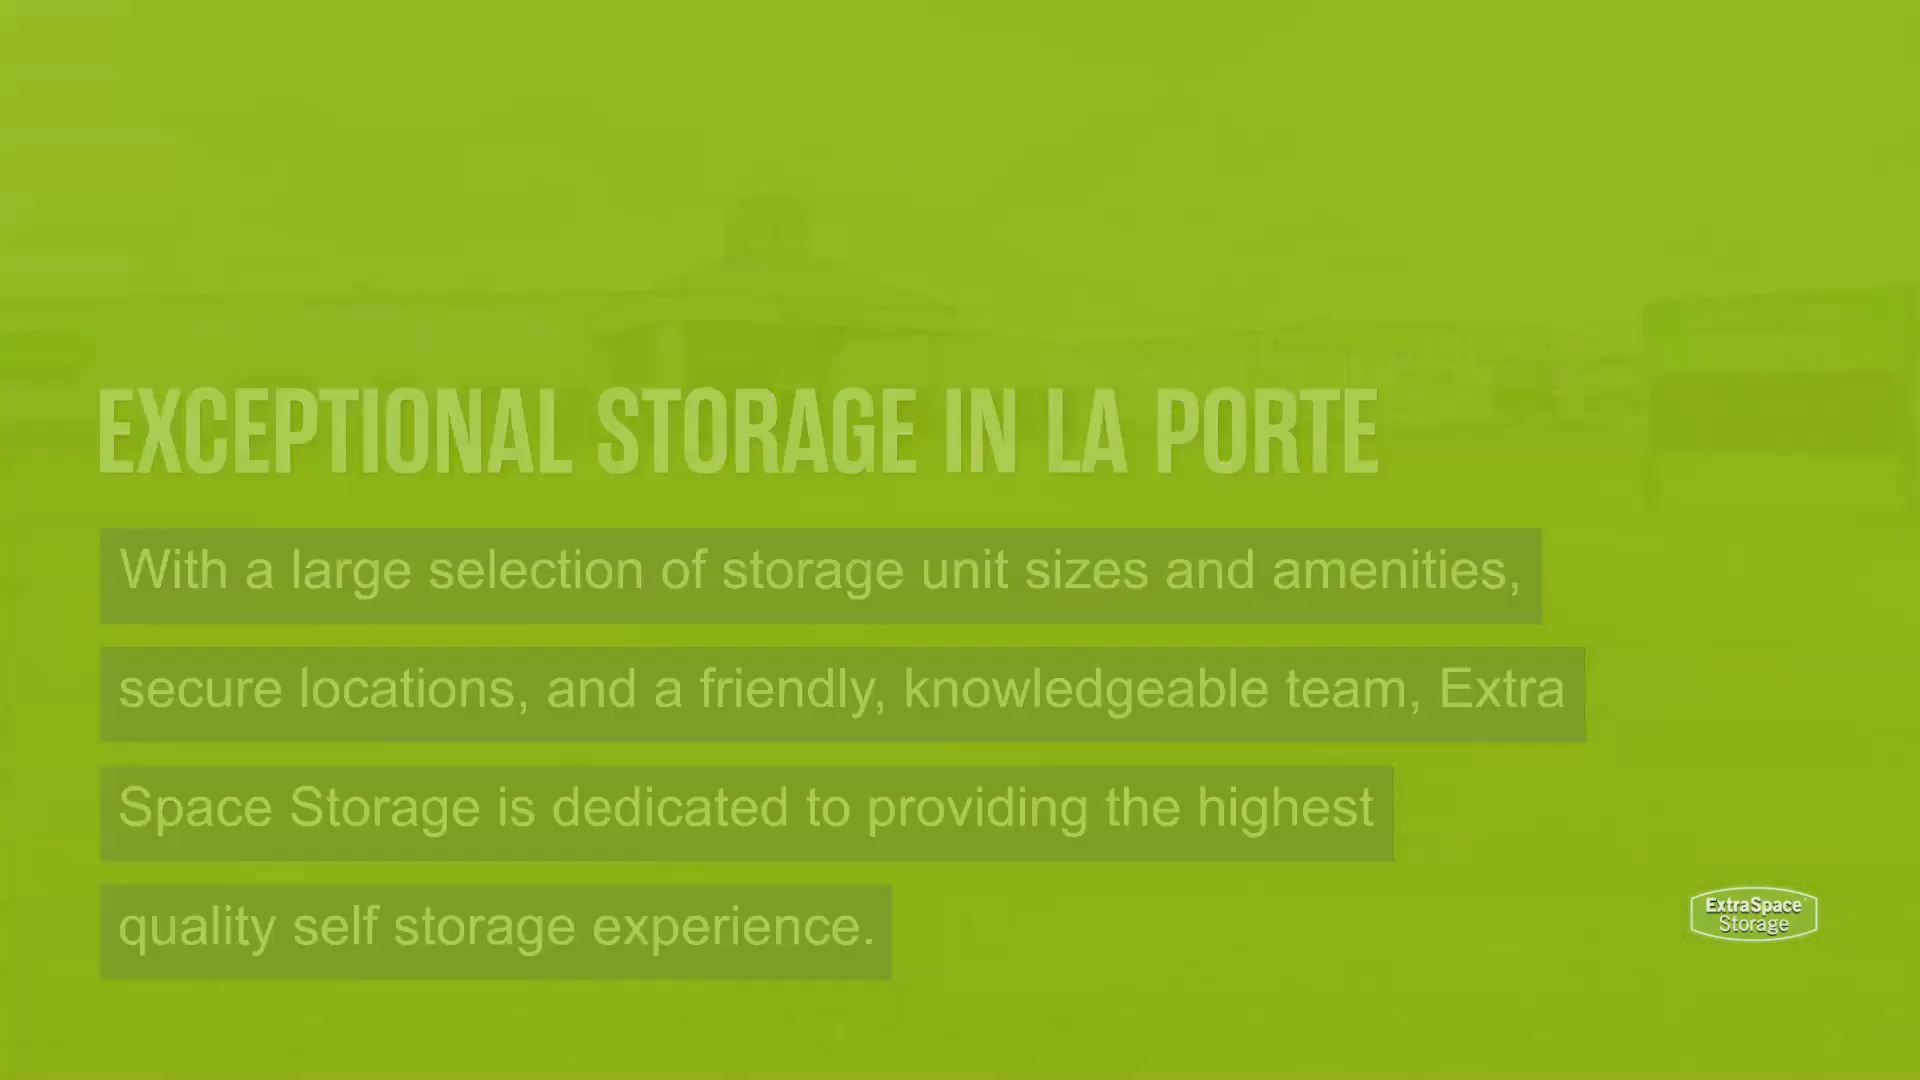 EXCEPTIONAL STORAGE IN LA PORTE
With a large selection of storage unit sizes and amenities,
secure locations, and a friendly, knowledgeable team, Extra
Space Storage is dedicated to providing the highest
quality self storage experience.
ExtraSpace
Storage